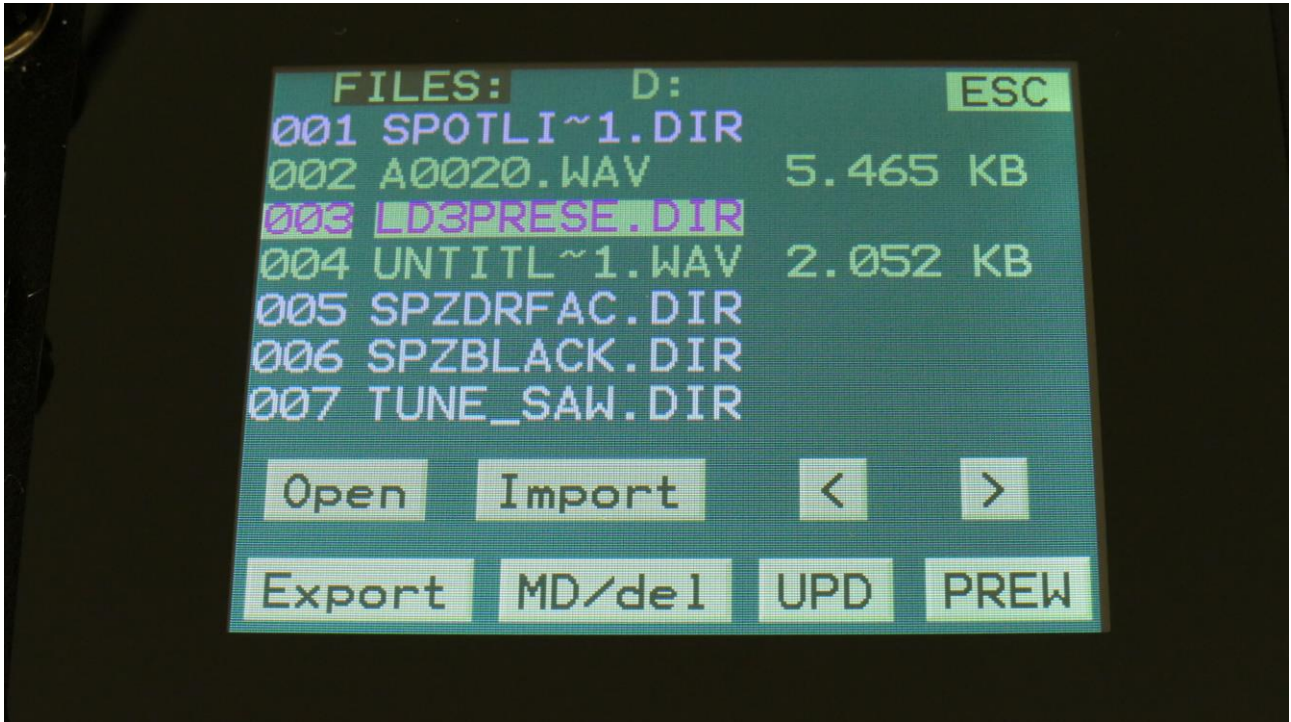 FILES: D: ESC
001 SPOTLI~1.DIR
002 A0020.WAV 5.465 KB
003 LD3PRESE.DIR
004 UNTITL~1.WAV 2.052 KB
005 SPZDRFAC.DIR
006 SPZBLACK.DIR
007 TUNE_SAW.DIR
Open Import < >
Export MD/del UPD PREW